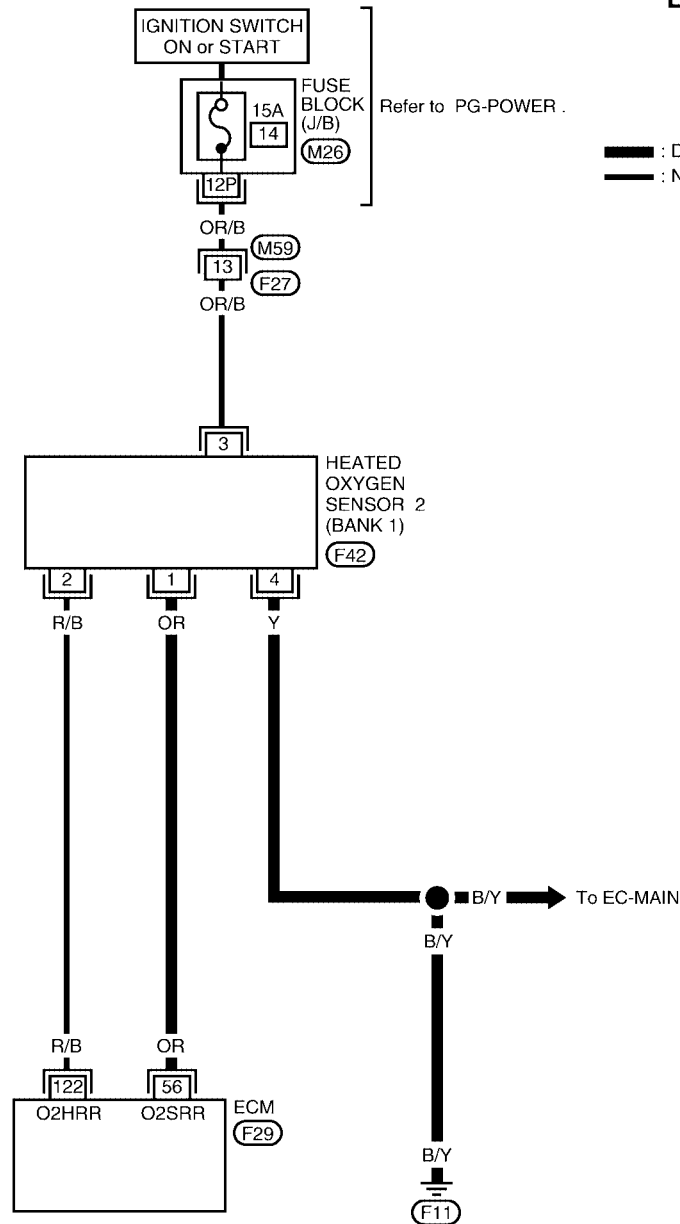 IGNITION SWITCH
ON or START
FUSE
BLOCK
(J/B)
15A
14
M26
Refer to PG-POWER .
12P
OR/B
M59
13
F27
OR/B
3
HEATED
OXYGEN
SENSOR 2
(BANK 1)
F42
2 1 4
R/B OR Y
B/Y To EC-MAIN
B/Y
R/B OR
122 56
O2HRR O2SRR
ECM
F29
B/Y
F11